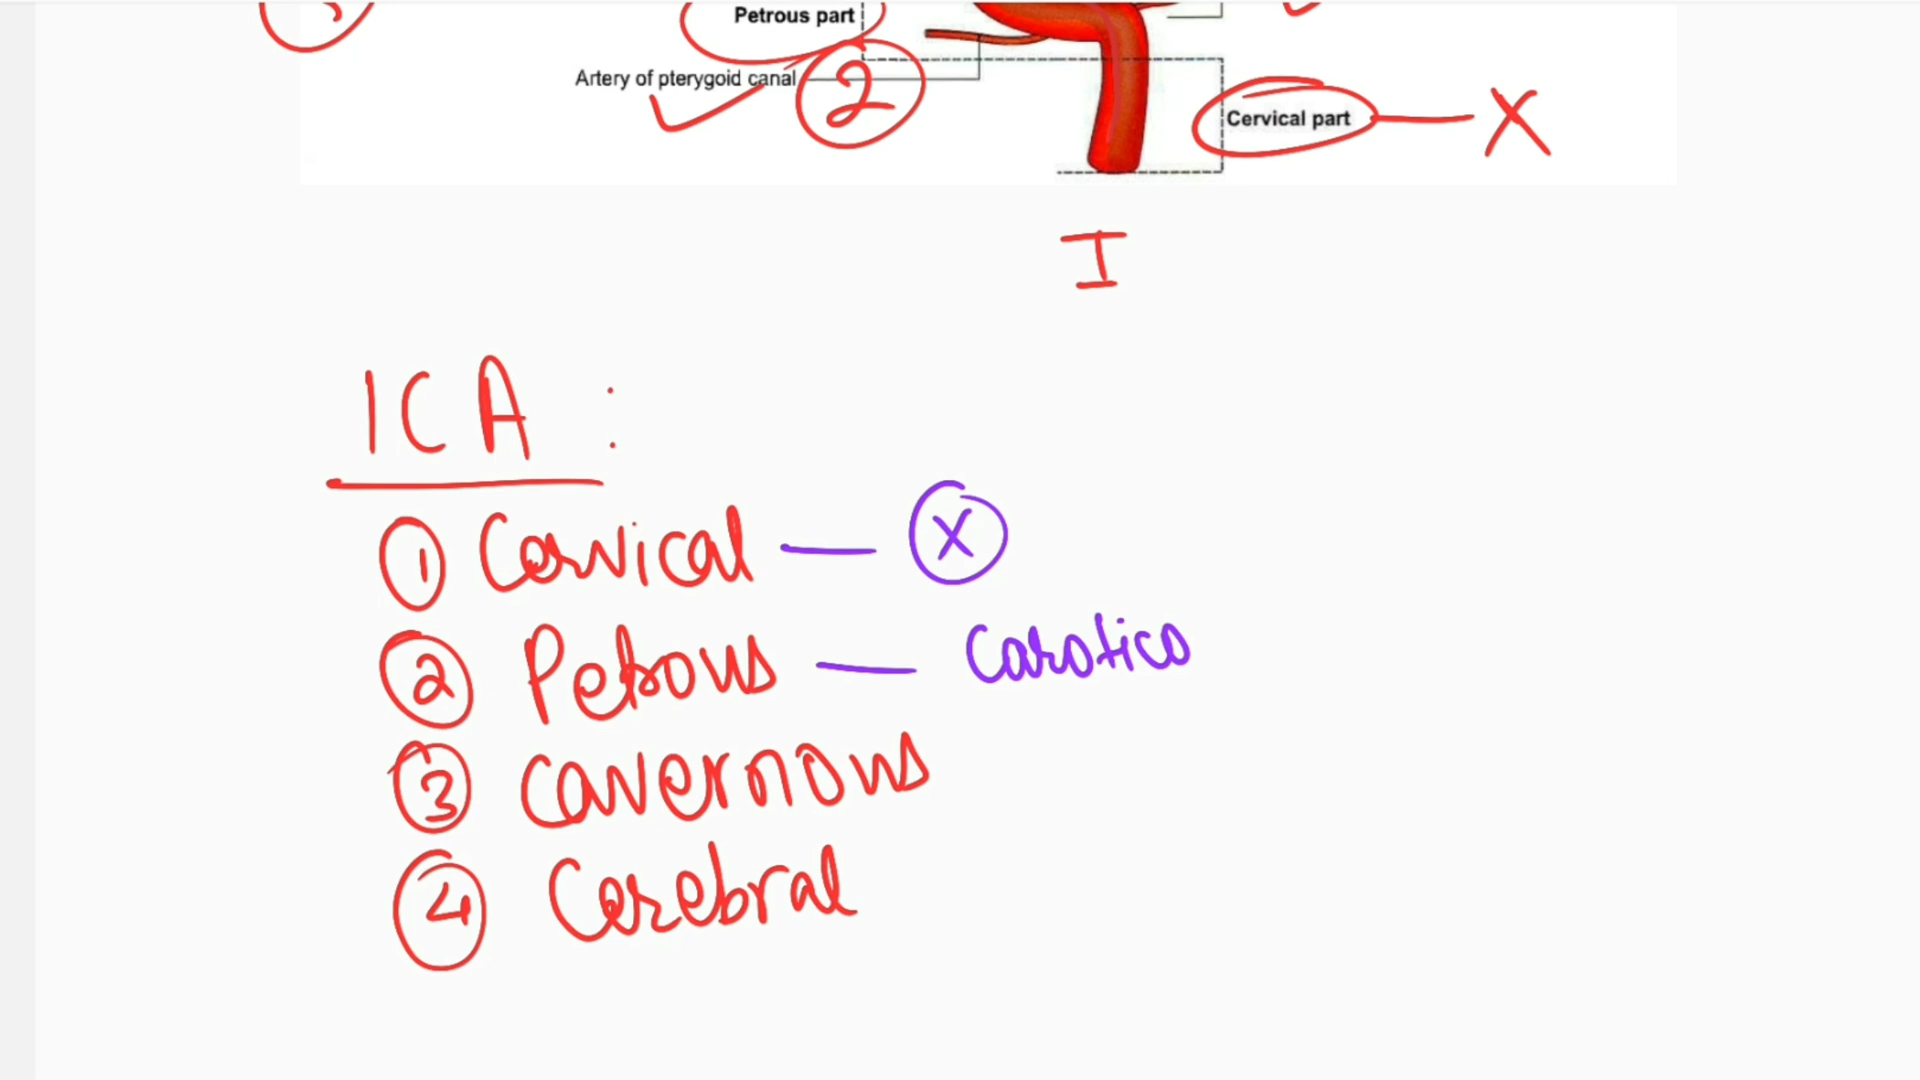 Petrous part
Artery of pterygoid canal
2
Cervical part X
I
ICA :
1 Cervical — X
2 Petrous — Carotico
3 Cavernous
4 Cerebral